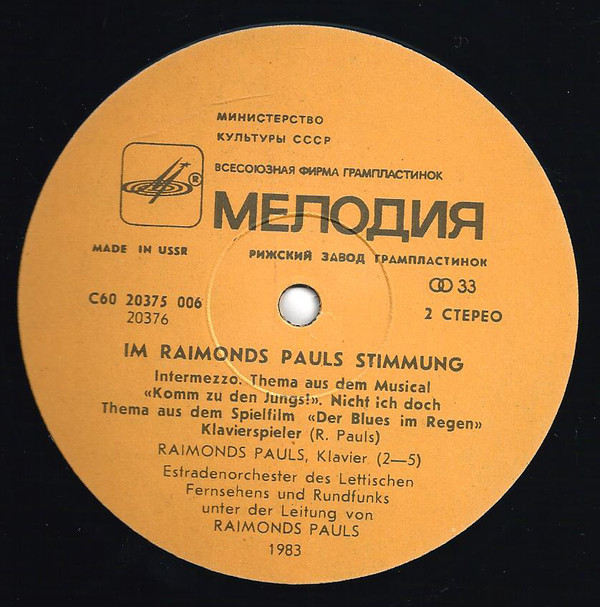 МИНИСТЕРСТВО
КУЛЬТУРЫ СССР
ВСЕСОЮЗНАЯ ФИРМА ГРАМПЛАСТИНОК
®
МЕЛОДИЯ
MADE IN USSR
РИЖСКИЙ ЗАВОД ГРАМПЛАСТИНОК
33
С60 20375 006
20376
2 СТЕРЕО
IM RAIMONDS PAULS STIMMUNG
Intermezzo. Thema aus dem Musical
«Komm zu den Jungs!». Nicht ich doch
Thema aus dem Spielfilm «Der Blues im Regen»
Klavierspieler (R. Pauls)
RAIMONDS PAULS, Klavier (2—5)
Estradenorchester des Lettischen
Fernsehens und Rundfunks
unter der Leitung von
RAIMONDS PAULS
1983